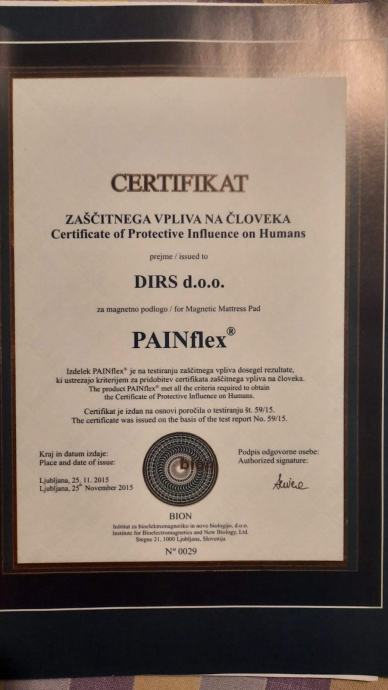 CERTIFIKAT
ZAŠČITNEGA VPLIVA NA ČLOVEKA
Certificate of Protective Influence on Humans
prejme / issued to
DIRS d.o.o.
za magnetno podlogo / for Magnetic Mattress Pad
PAINflex®
Izdelek PAINflex® je na testiranju zaščitnega vpliva dosegel rezultate,
ki ustrezajo kriterijem za pridobitev certifikata zaščitnega vpliva na človeka.
The product PAINflex® met all the criteria required to obtain
the Certificate of Protective Influence on Humans.
Certifikat je izdan na osnovi poročila o testiranju št. 59/15.
The certificate was issued on the basis of the test report No. 59/15.
Kraj in datum izdaje:
Place and date of issue:
Ljubljana, 25. 11. 2015
Ljubljana, 25th November 2015
bion
Podpis odgovorne osebe:
Authorized signature:
BION
Inštitut za bioelektromagnetiko in novo biologijo, d.o.o.
Institute for Bioelectromagnetics and New Biology, Ltd.
Stegne 21, 1000 Ljubljana, Slovenija
N° 0029